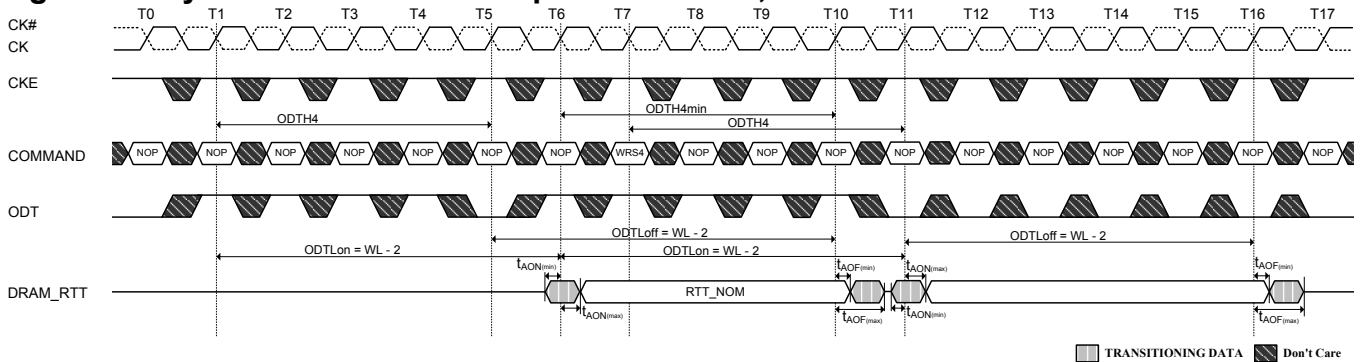 T0 T1 T2 T3 T4 T5 T6 T7 T8 T9 T10 T11 T12 T13 T14 T15 T16 T17
CK#
CK
CKE
ODTH4min
ODTH4 ODTH4
COMMAND NOP NOP NOP NOP NOP NOP NOP WRS4 NOP NOP NOP NOP NOP NOP NOP NOP NOP NOP
ODT
ODTLoff = WL - 2 ODTLoff = WL - 2
ODTLon = WL - 2 ODTLon = WL - 2
tAON(min) tAOF(min) tAON(max) tAOF(min)
DRAM_RTT RTT_NOM
tAON(max) tAOF(max) tAON(min) tAOF(max)
TRANSITIONING DATA Don't Care